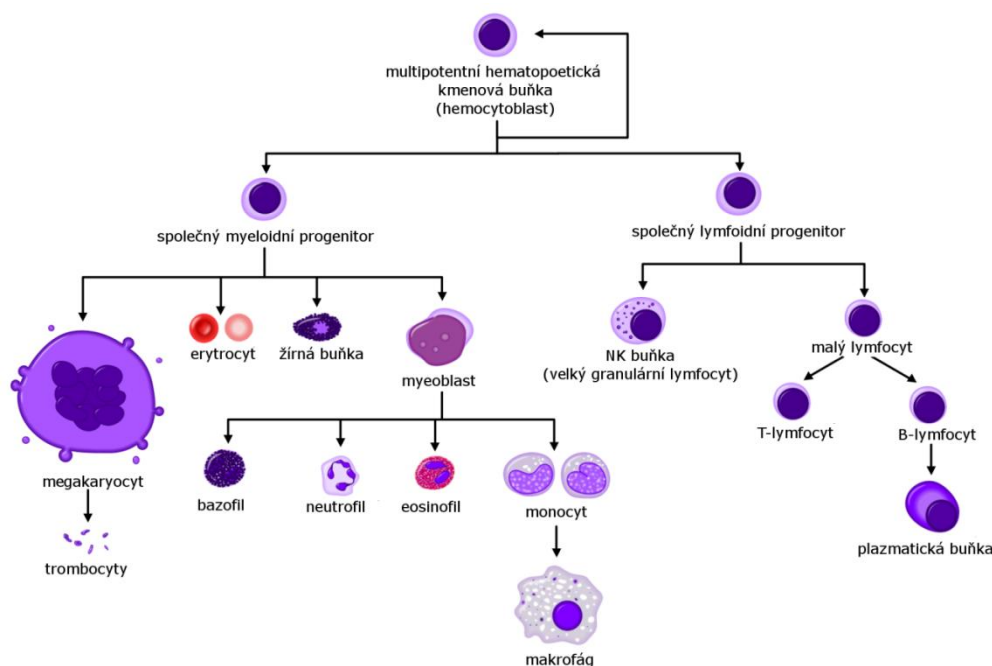 multipotentní hematopoetická
kmenová buňka
(hemocytoblast)
společný myeloidní progenitor
společný lymfoidní progenitor
erytrocyt
žírná buňka
myeoblast
NK buňka
(velký granulární lymfocyt)
malý lymfocyt
T-lymfocyt
B-lymfocyt
megakaryocyt
bazofil
neutrofil
eosinofil
monocyt
plazmatická buňka
trombocyty
makrofág